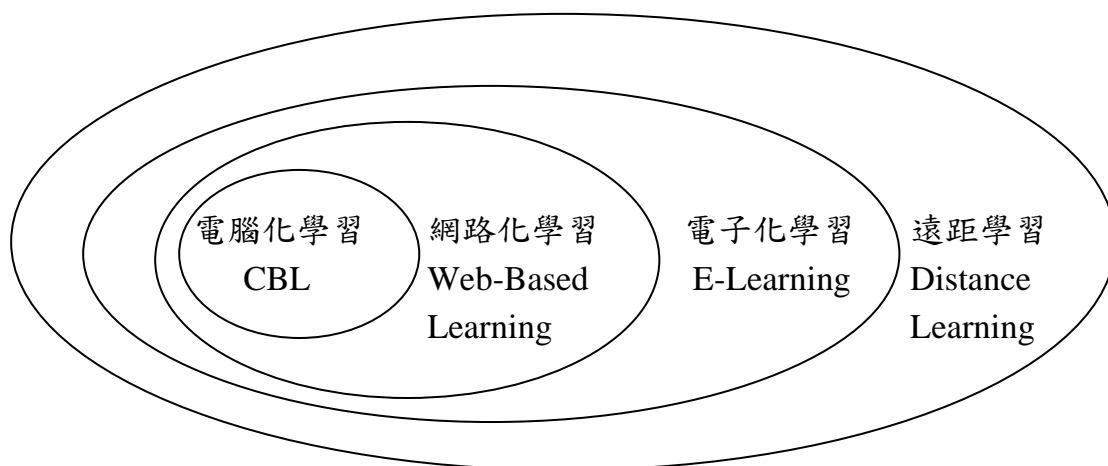 電腦化學習
CBL
網路化學習
Web-Based
Learning
電子化學習
E-Learning
遠距學習
Distance
Learning